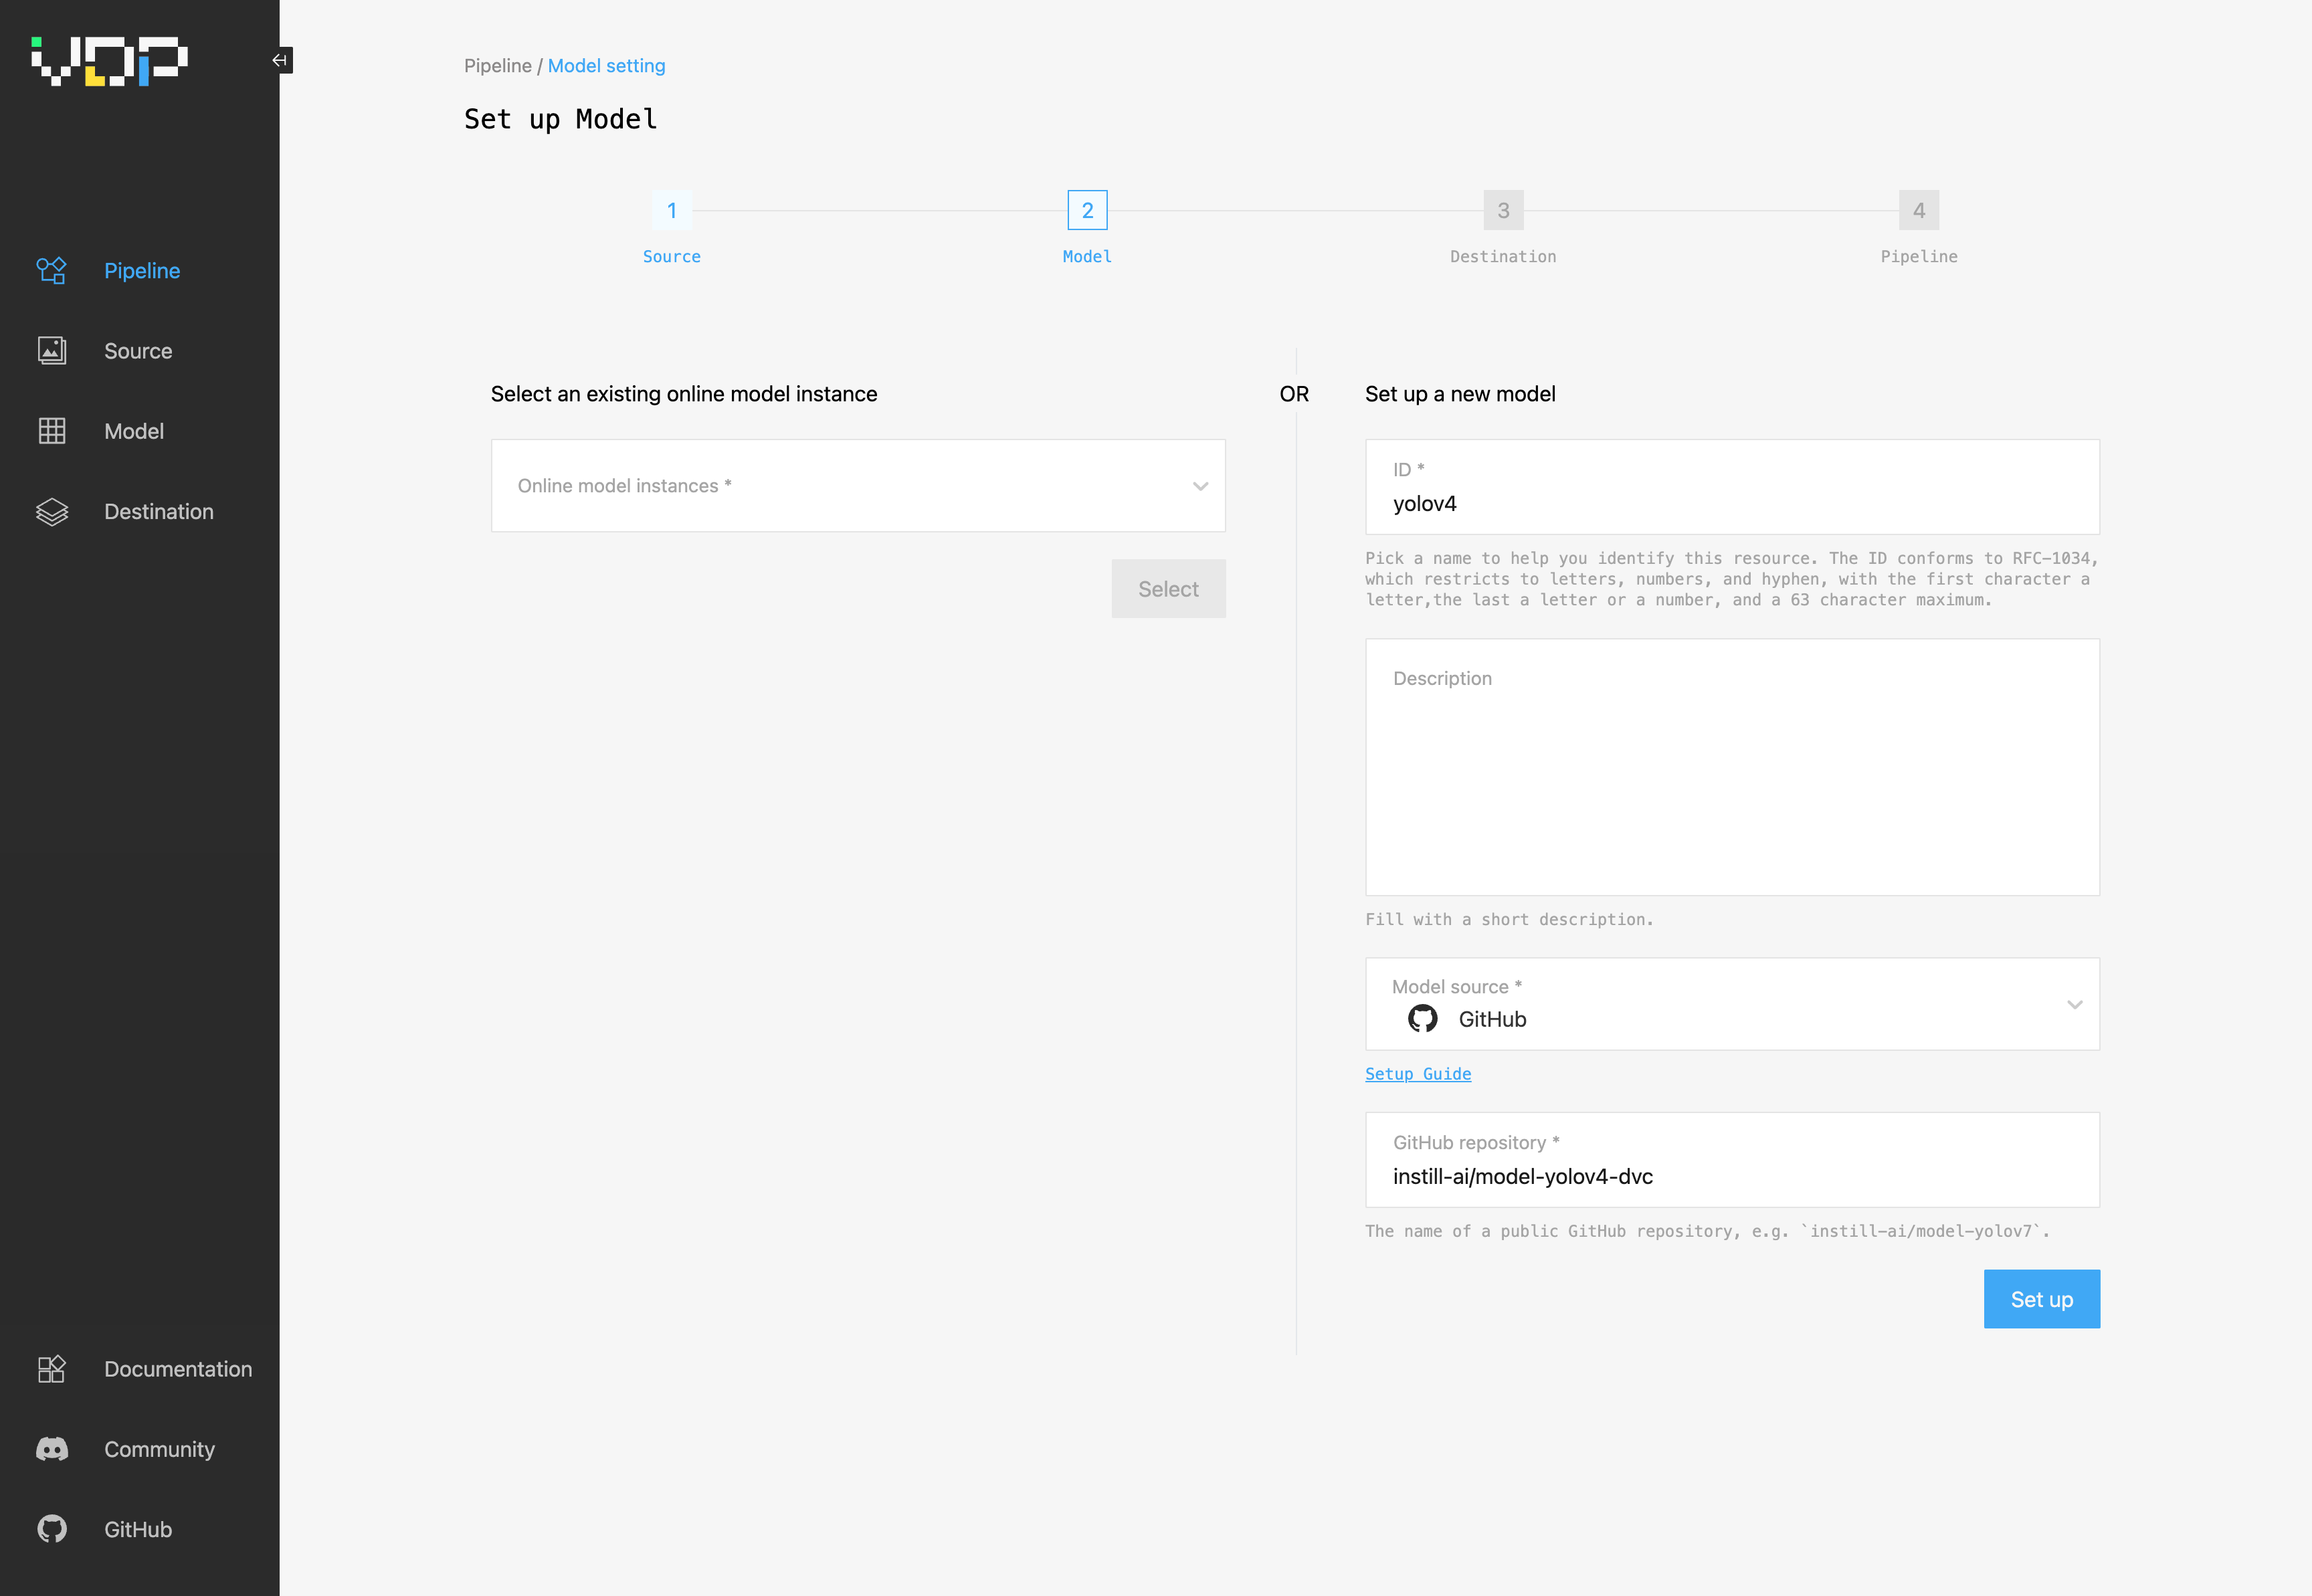 VDP
Pipeline
Source
Model
Destination
Documentation
Community
GitHub
Pipeline / Model setting
Set up Model
1
2
3
4
Source
Model
Destination
Pipeline
Select an existing online model instance
Online model instances *
Select
OR
Set up a new model
ID *
yolov4
Pick a name to help you identify this resource. The ID conforms to RFC-1034,
which restricts to letters, numbers, and hyphen, with the first character a
letter,the last a letter or a number, and a 63 character maximum.
Description
Fill with a short description.
Model source *
GitHub
Setup Guide
GitHub repository *
instill-ai/model-yolov4-dvc
The name of a public GitHub repository, e.g. `instill-ai/model-yolov7`.
Set up